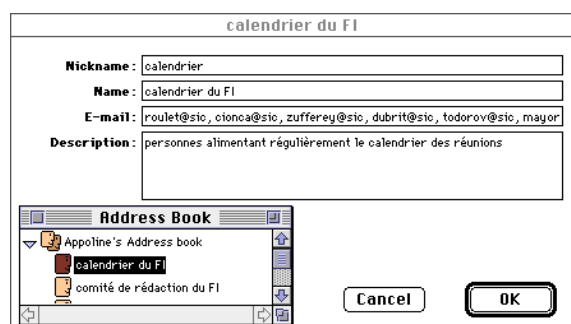 calendrier du FI
Nickname: calendrier
Name: calendrier du FI
E-mail: roulet@sic, cionca@sic, zufferey@sic, dubrit@sic, todorov@sic, mayor
Description: personnes alimentant régulièrement le calendrier des réunions
Address Book
Appoline's Address book
calendrier du FI
comité de rédaction du FI
Cancel
OK